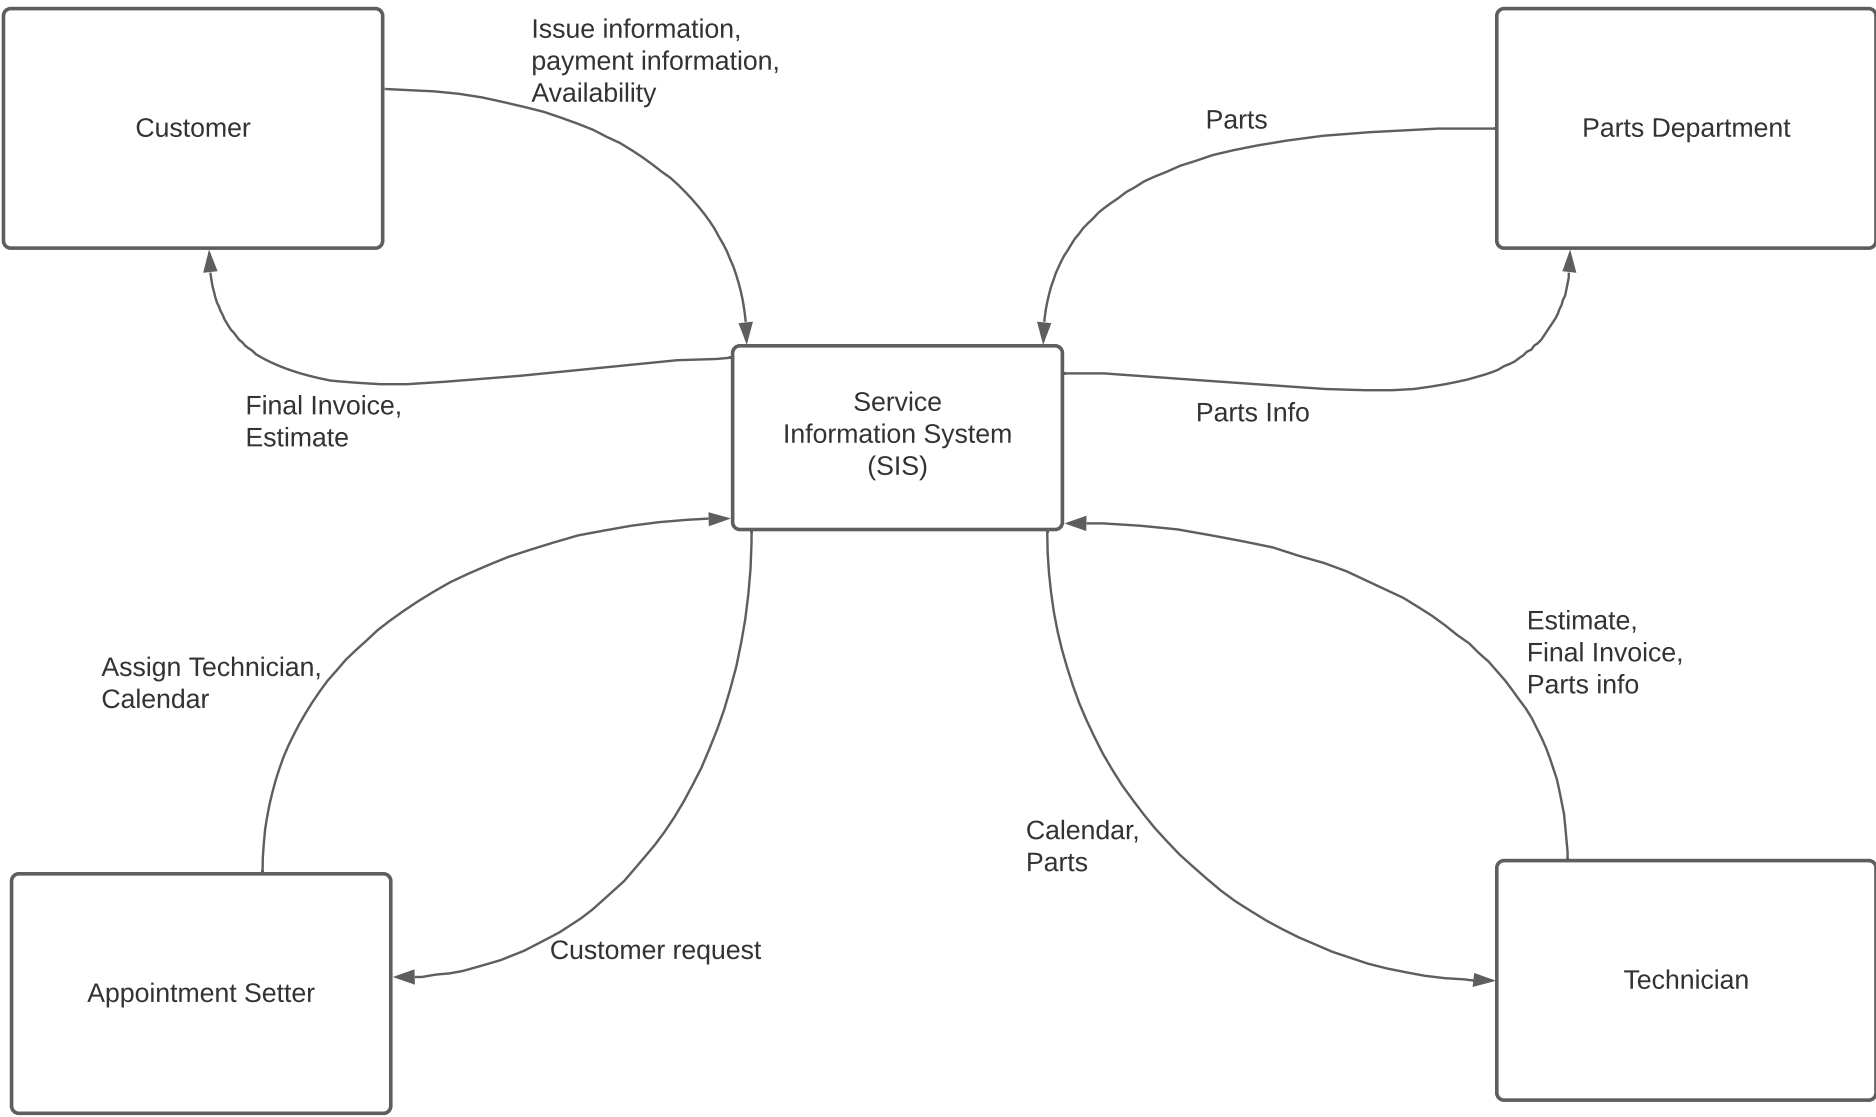 Issue information,
payment information,
Availability
Customer
Parts
Parts Department
Final Invoice,
Estimate
Service
Information System
(SIS)
Parts Info
Assign Technician,
Calendar
Estimate,
Final Invoice,
Parts info
Calendar,
Parts
Customer request
Appointment Setter
Technician